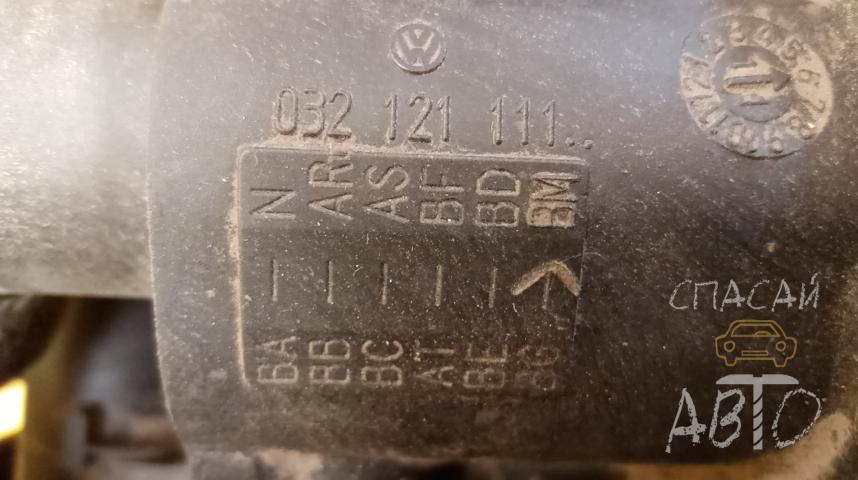 032 121 111..
N AR AS BF BD BM
BA BB BC AT BE BG
СПАСАЙ
АВТО